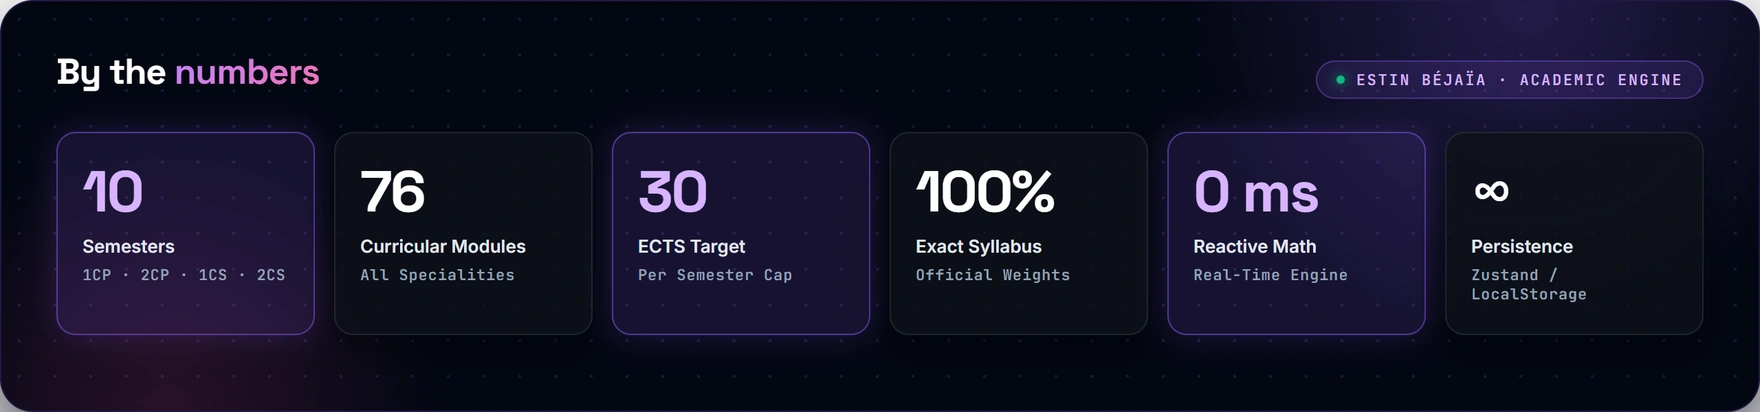 By the numbers
ESTIN BÉJAÏA · ACADEMIC ENGINE
10
Semesters
1CP · 2CP · 1CS · 2CS
76
Curricular Modules
All Specialities
30
ECTS Target
Per Semester Cap
100%
Exact Syllabus
Official Weights
0 ms
Reactive Math
Real-Time Engine
∞
Persistence
Zustand /
LocalStorage